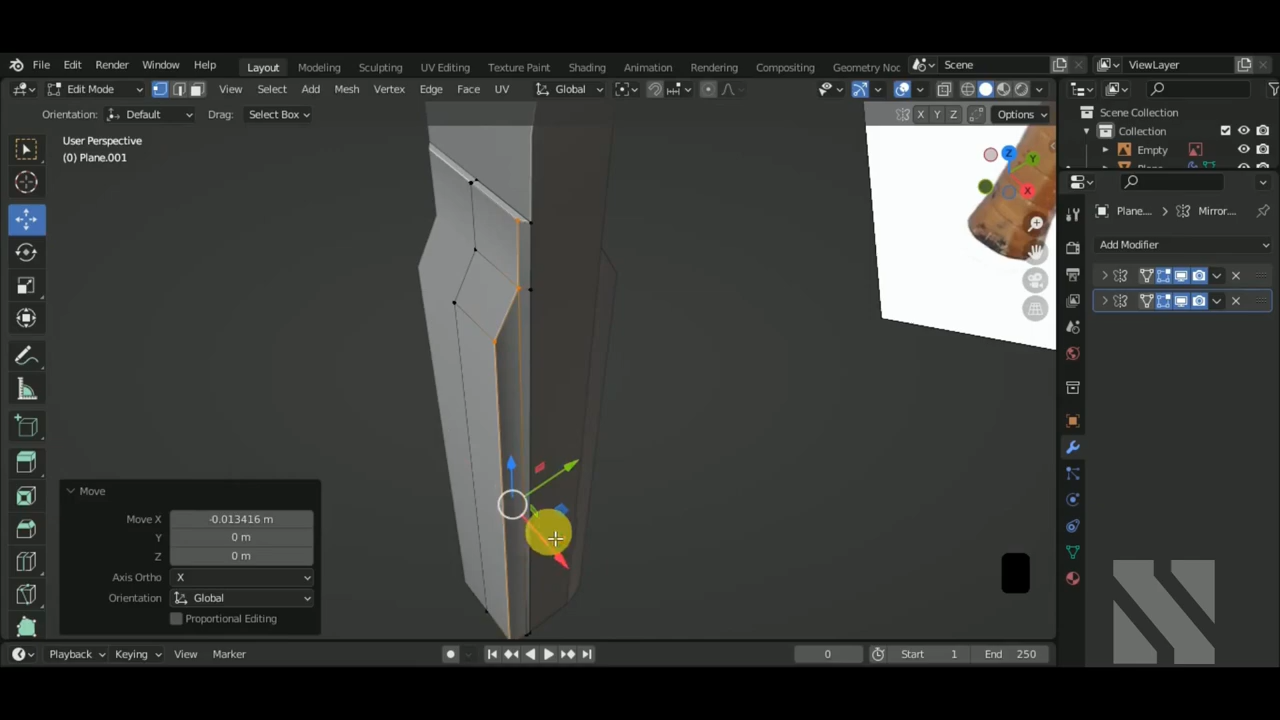 File Edit Render Window Help Layout Modeling Sculpting UV Editing Texture Paint Shading Animation Rendering Compositing Geometry Noc Scene ViewLayer
Edit Mode View Select Add Mesh Vertex Edge Face UV Global
Orientation: Default Drag: Select Box X Y Z Options
User Perspective
(0) Plane.001
Scene Collection
Collection
Empty
Z
Y
X
Plane... Mirror...
Add Modifier
Move
Move X -0.013416 m
Y 0 m
Z 0 m
Axis Ortho X
Orientation Global
Proportional Editing
Playback Keying View Marker 0 Start 1 End 250